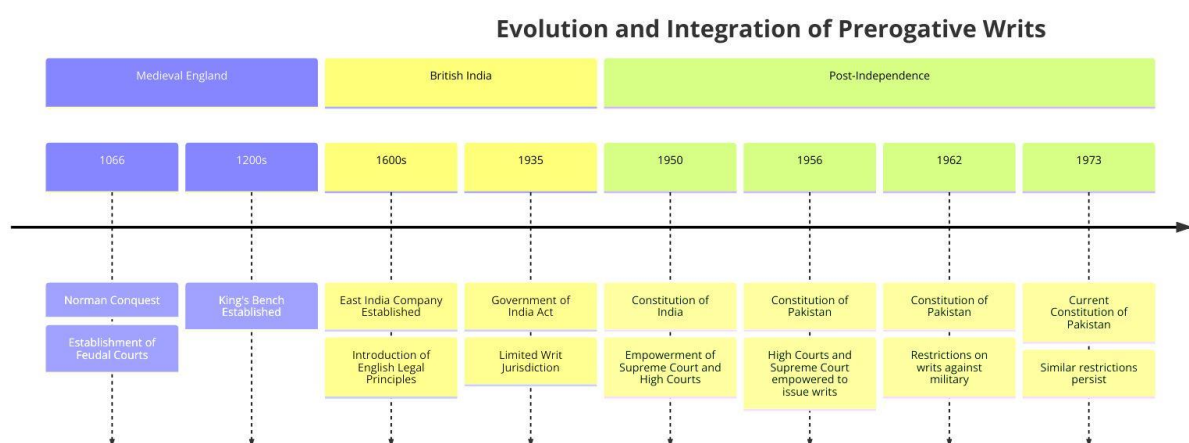 Evolution and Integration of Prerogative Writs
Medieval England
British India
Post-Independence
1066
1200s
1600s
1935
1950
1956
1962
1973
Norman Conquest
Establishment of
Feudal Courts
King's Bench
Established
East India Company
Established
Introduction of
English Legal
Principles
Government of
India Act
Limited Writ
Jurisdiction
Constitution of
India
Empowerment of
Supreme Court and
High Courts
Constitution of
Pakistan
High Courts and
Supreme Court
empowered to
issue writs
Constitution of
Pakistan
Restrictions on
writs against
military
Current
Constitution of
Pakistan
Similar restrictions
persist